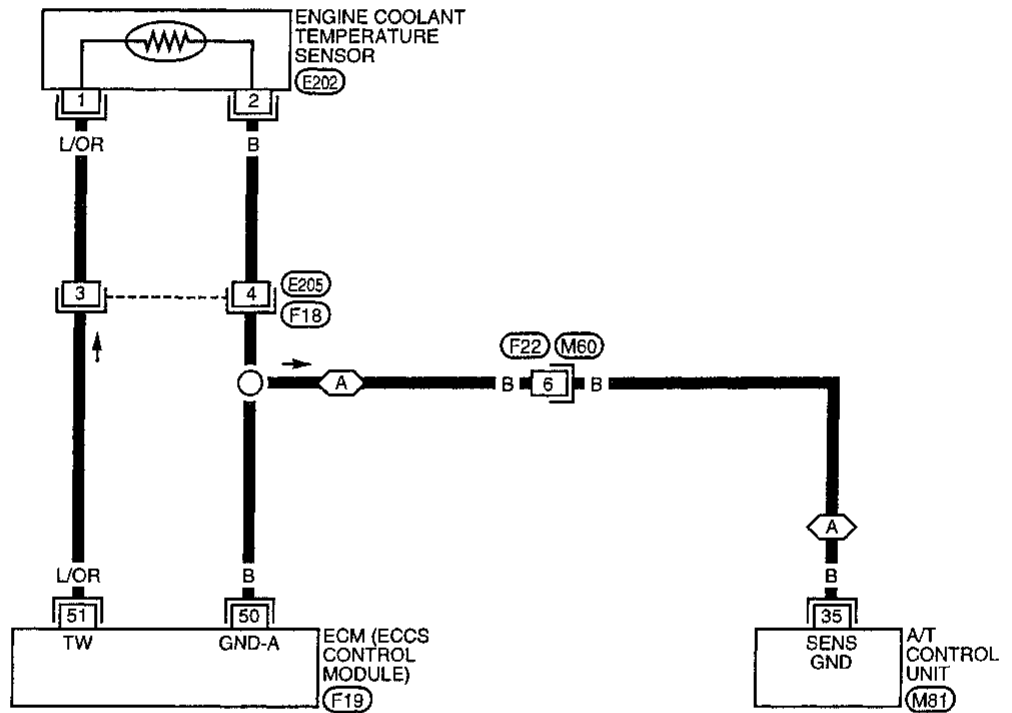 ENGINE COOLANT
TEMPERATURE
SENSOR
E202
1
2
L/OR
B
3
4
E205
F18
F22
M60
A
B
6
B
A
L/OR
B
B
51
50
35
TW
GND-A
ECM (ECCS
CONTROL
MODULE)
F19
SENS
GND
A/T
CONTROL
UNIT
M81